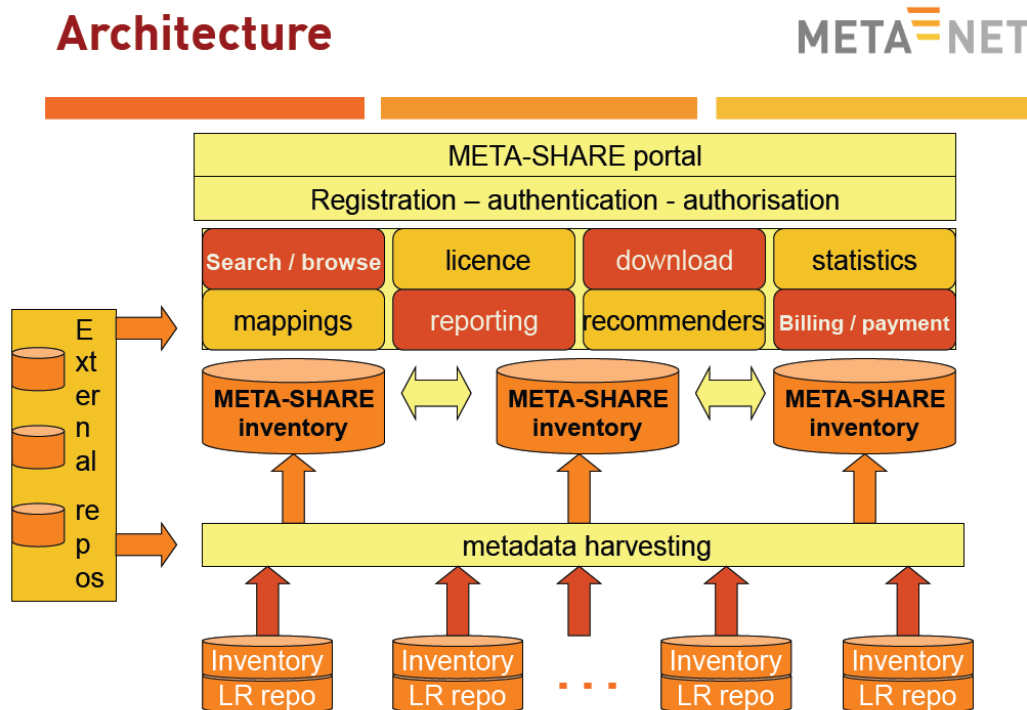 Architecture
META NET
META-SHARE portal
Registration – authentication - authorisation
Search / browse
licence
download
statistics
mappings
reporting
recommenders
Billing / payment
E
xt
er
n
al
re
p
os
META-SHARE
inventory
META-SHARE
inventory
META-SHARE
inventory
metadata harvesting
Inventory
LR repo
Inventory
LR repo
...
Inventory
LR repo
Inventory
LR repo